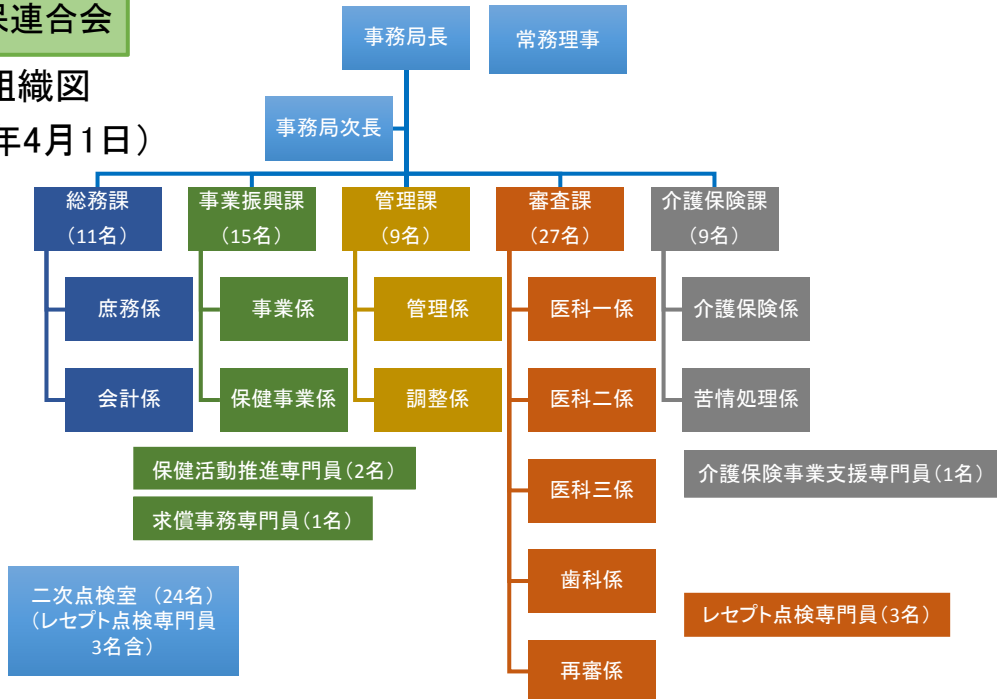 保連合会
組織図
年4月1日）
事務局長
常務理事
事務局次長
総務課
（11名）
事業振興課
（15名）
管理課
（9名）
審査課
（27名）
介護保険課
（9名）
庶務係
事業係
管理係
医科一係
介護保険係
会計係
保健事業係
調整係
医科二係
苦情処理係
保健活動推進専門員（2名）
医科三係
介護保険事業支援専門員（1名）
求償事務専門員（1名）
二次点検室 （24名）
（レセプト点検専門員
3名含）
歯科係
レセプト点検専門員（3名）
再審係